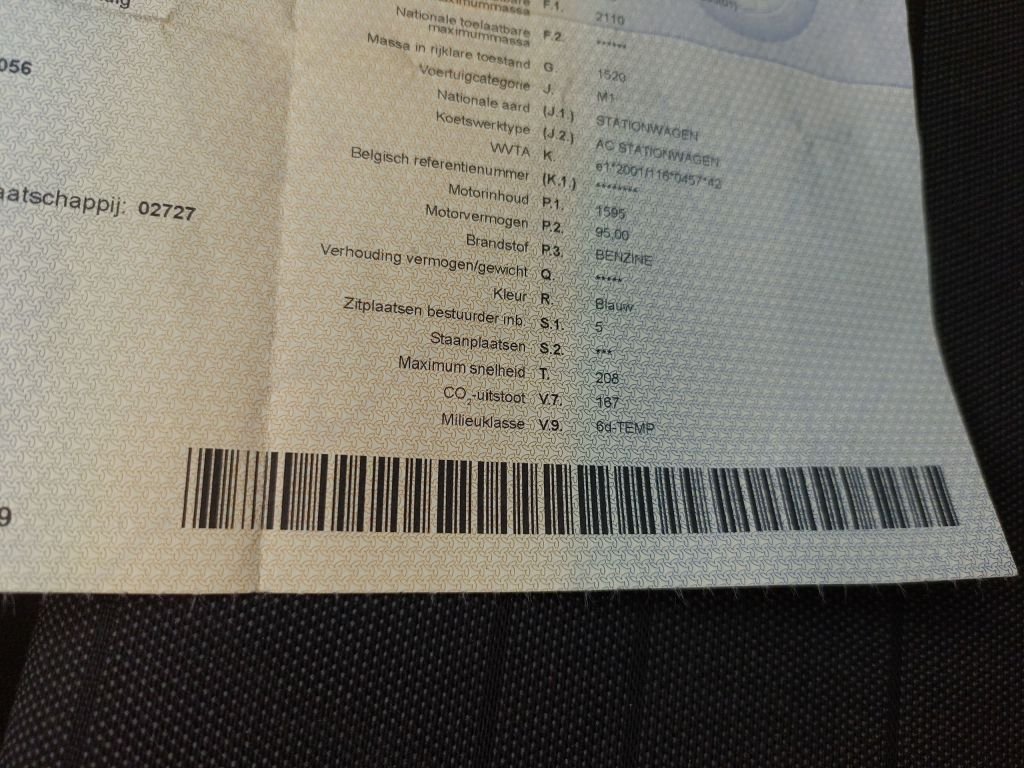 056
aatschappij: 02727
9
maximummassa F.1. 2110
Nationale toelaatbare maximummassa F.2. ******
Massa in rijklare toestand G. 1520
Voertuigcategorie J. M1
Nationale aard (J.1.) STATIONWAGEN
Koetswerktype (J.2.) AC STATIONWAGEN
WVTA K. e1*2001/116*0457*42
Belgisch referentienummer (K.1.) ********
Motorinhoud P.1. 1595
Motorvermogen P.2. 95.00
Brandstof P.3. BENZINE
Verhouding vermogen/gewicht Q. *****
Kleur R. Blauw
Zitplaatsen bestuurder inb. S.1. 5
Staanplaatsen S.2. ***
Maximum snelheid T. 208
CO2-uitstoot V.7. 167
Milieuklasse V.9. 6d-TEMP